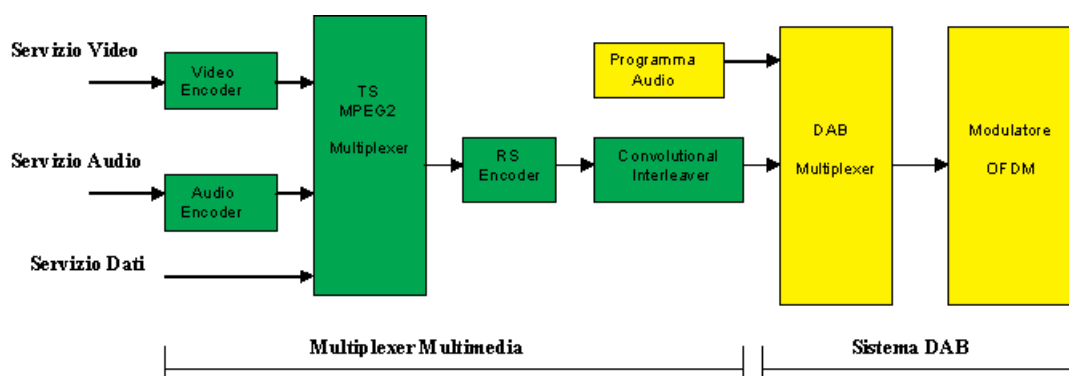 Servizio Video
Video
Encoder
Servizio Audio
Audio
Encoder
Servizio Dati
TS
MPEG2
Multiplexer
RS
Encoder
Convolutional
Interleaver
Programma
Audio
DAB
Multiplexer
Modulatore
OFDM
Multiplexer Multimedia
Sistema DAB